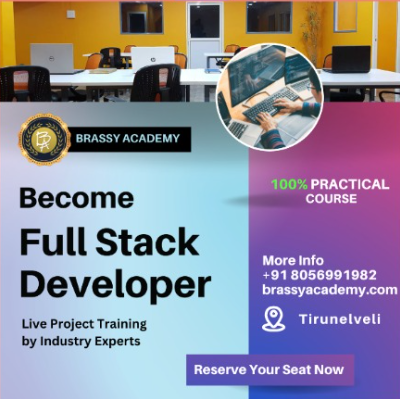 BRASSY ACADEMY
Become
Full Stack
Developer
Live Project Training
by Industry Experts
100% PRACTICAL
COURSE
More Info
+91 8056991982
brassyacademy.com
Tirunelveli
Reserve Your Seat Now